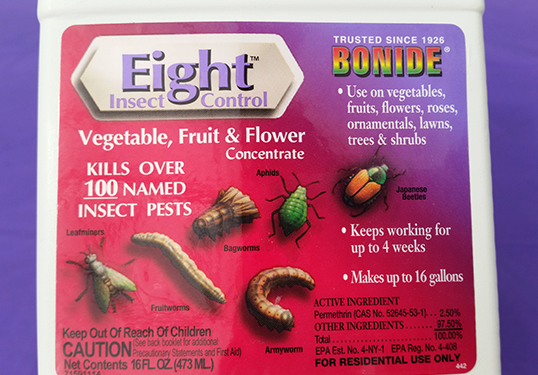 Eight™
Insect Control
TRUSTED SINCE 1926
BONIDE®
• Use on vegetables,
fruits, flowers, roses,
ornamentals, lawns,
trees & shrubs
Vegetable, Fruit & Flower
Concentrate
KILLS OVER
100 NAMED
INSECT PESTS
Aphids
Japanese
Beetles
Leafminers
Bagworms
• Keeps working for
up to 4 weeks
• Makes up to 16 gallons
Fruitworms
Armyworm
ACTIVE INGREDIENT
Permethrin (CAS No. 52645-53-1)... 2.50%
OTHER INGREDIENTS ...... 97.50%
Total ...................... 100.00%
EPA Est. No. 4-NY-1 EPA Reg. No. 4-408
FOR RESIDENTIAL USE ONLY
Keep Out Of Reach Of Children
CAUTION (See back booklet for additional
Precautionary Statements and First Aid)
Net Contents 16 FL. OZ. (473 ML.)
442